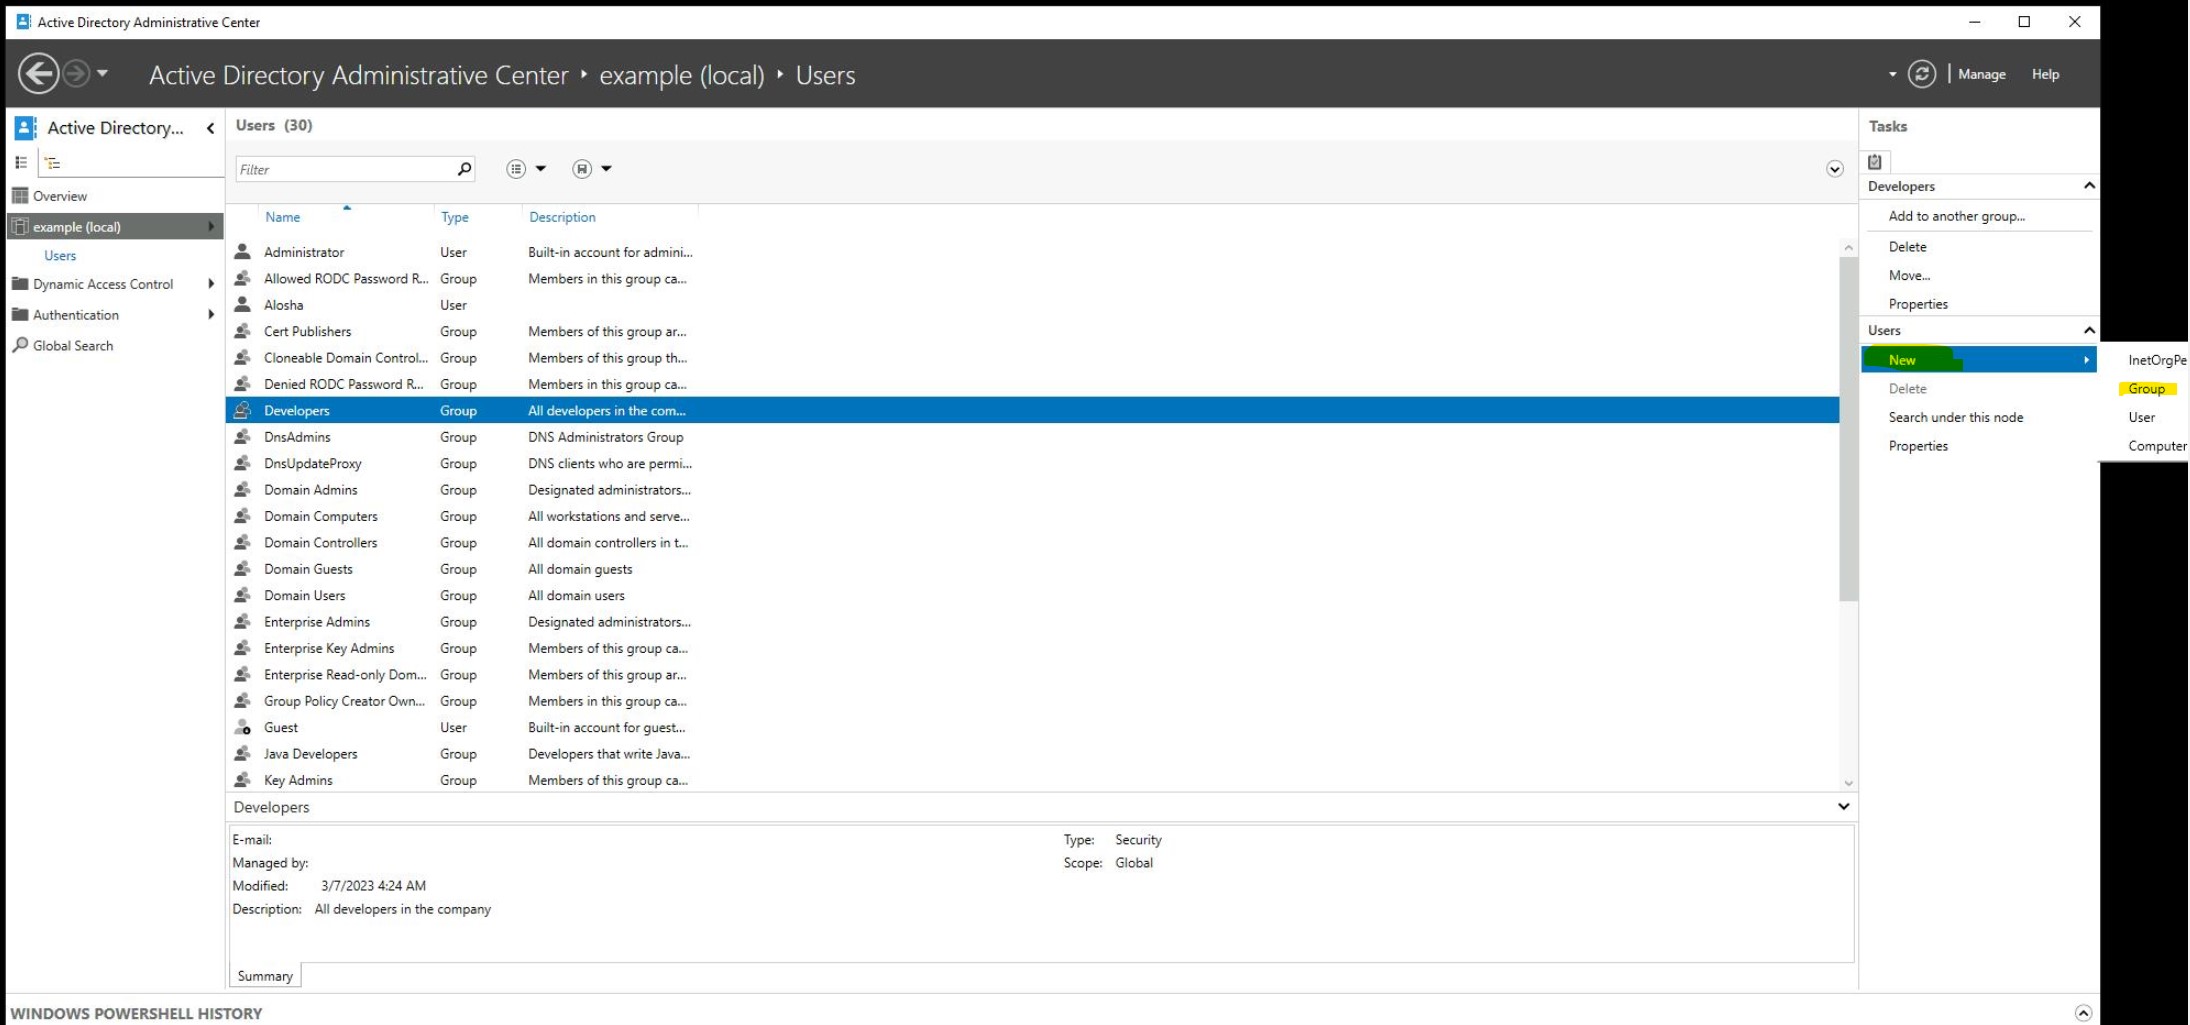 Active Directory Administrative Center
Active Directory Administrative Center • example (local) • Users
Manage Help
Active Directory...
Overview
example (local)
Users
Dynamic Access Control
Authentication
Global Search
Users (30)
Filter
Name Type Description
Administrator User Built-in account for admini...
Allowed RODC Password R... Group Members in this group ca...
Alosha User
Cert Publishers Group Members of this group ar...
Cloneable Domain Control... Group Members of this group th...
Denied RODC Password R... Group Members in this group ca...
Developers Group All developers in the com...
DnsAdmins Group DNS Administrators Group
DnsUpdateProxy Group DNS clients who are permi...
Domain Admins Group Designated administrators...
Domain Computers Group All workstations and serve...
Domain Controllers Group All domain controllers in t...
Domain Guests Group All domain guests
Domain Users Group All domain users
Enterprise Admins Group Designated administrators...
Enterprise Key Admins Group Members of this group ca...
Enterprise Read-only Dom... Group Members of this group ar...
Group Policy Creator Own... Group Members in this group ca...
Guest User Built-in account for guest...
Java Developers Group Developers that write Java...
Key Admins Group Members of this group ca...
Developers
E-mail:
Managed by:
Modified: 3/7/2023 4:24 AM
Description: All developers in the company
Type: Security
Scope: Global
Summary
Tasks
Developers
Add to another group...
Delete
Move...
Properties
Users
New
Delete
Search under this node
Properties
InetOrgPe
Group
User
Computer
WINDOWS POWERSHELL HISTORY